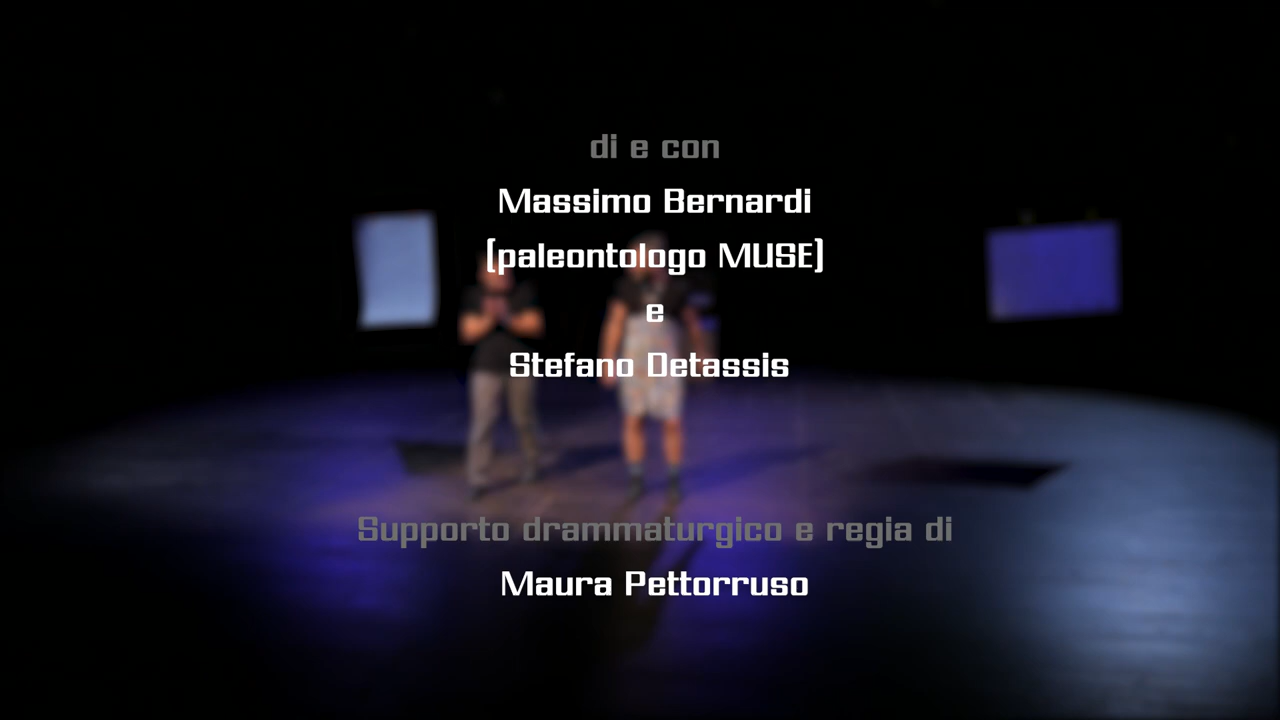 di e con
Massimo Bernardi
(paleontologo MUSE)
e
Stefano Detassis
Supporto drammaturgico e regia di
Maura Pettorruso